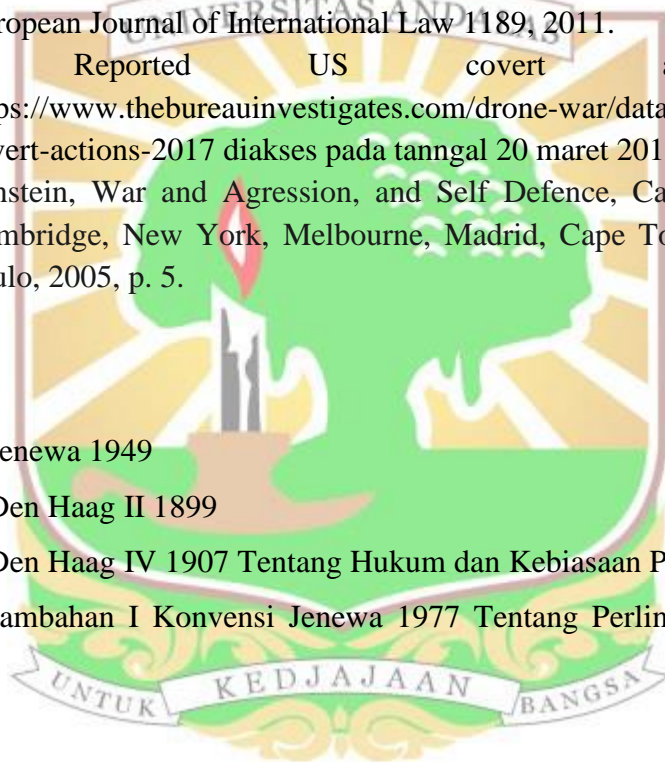 ropean Journal of International Law 1189, 2011.
UNIVERSITAS ANDALAS
Reported US covert a
ps://www.thebureauinvestigates.com/drone-war/data
vert-actions-2017 diakses pada tanngal 20 maret 201
nstein, War and Agression, and Self Defence, Ca
mbridge, New York, Melbourne, Madrid, Cape To
ulo, 2005, p. 5.
enewa 1949
Den Haag II 1899
Den Haag IV 1907 Tentang Hukum dan Kebiasaan P
ambahan I Konvensi Jenewa 1977 Tentang Perlin
UNTUK KEDJAJAAN BANGSA